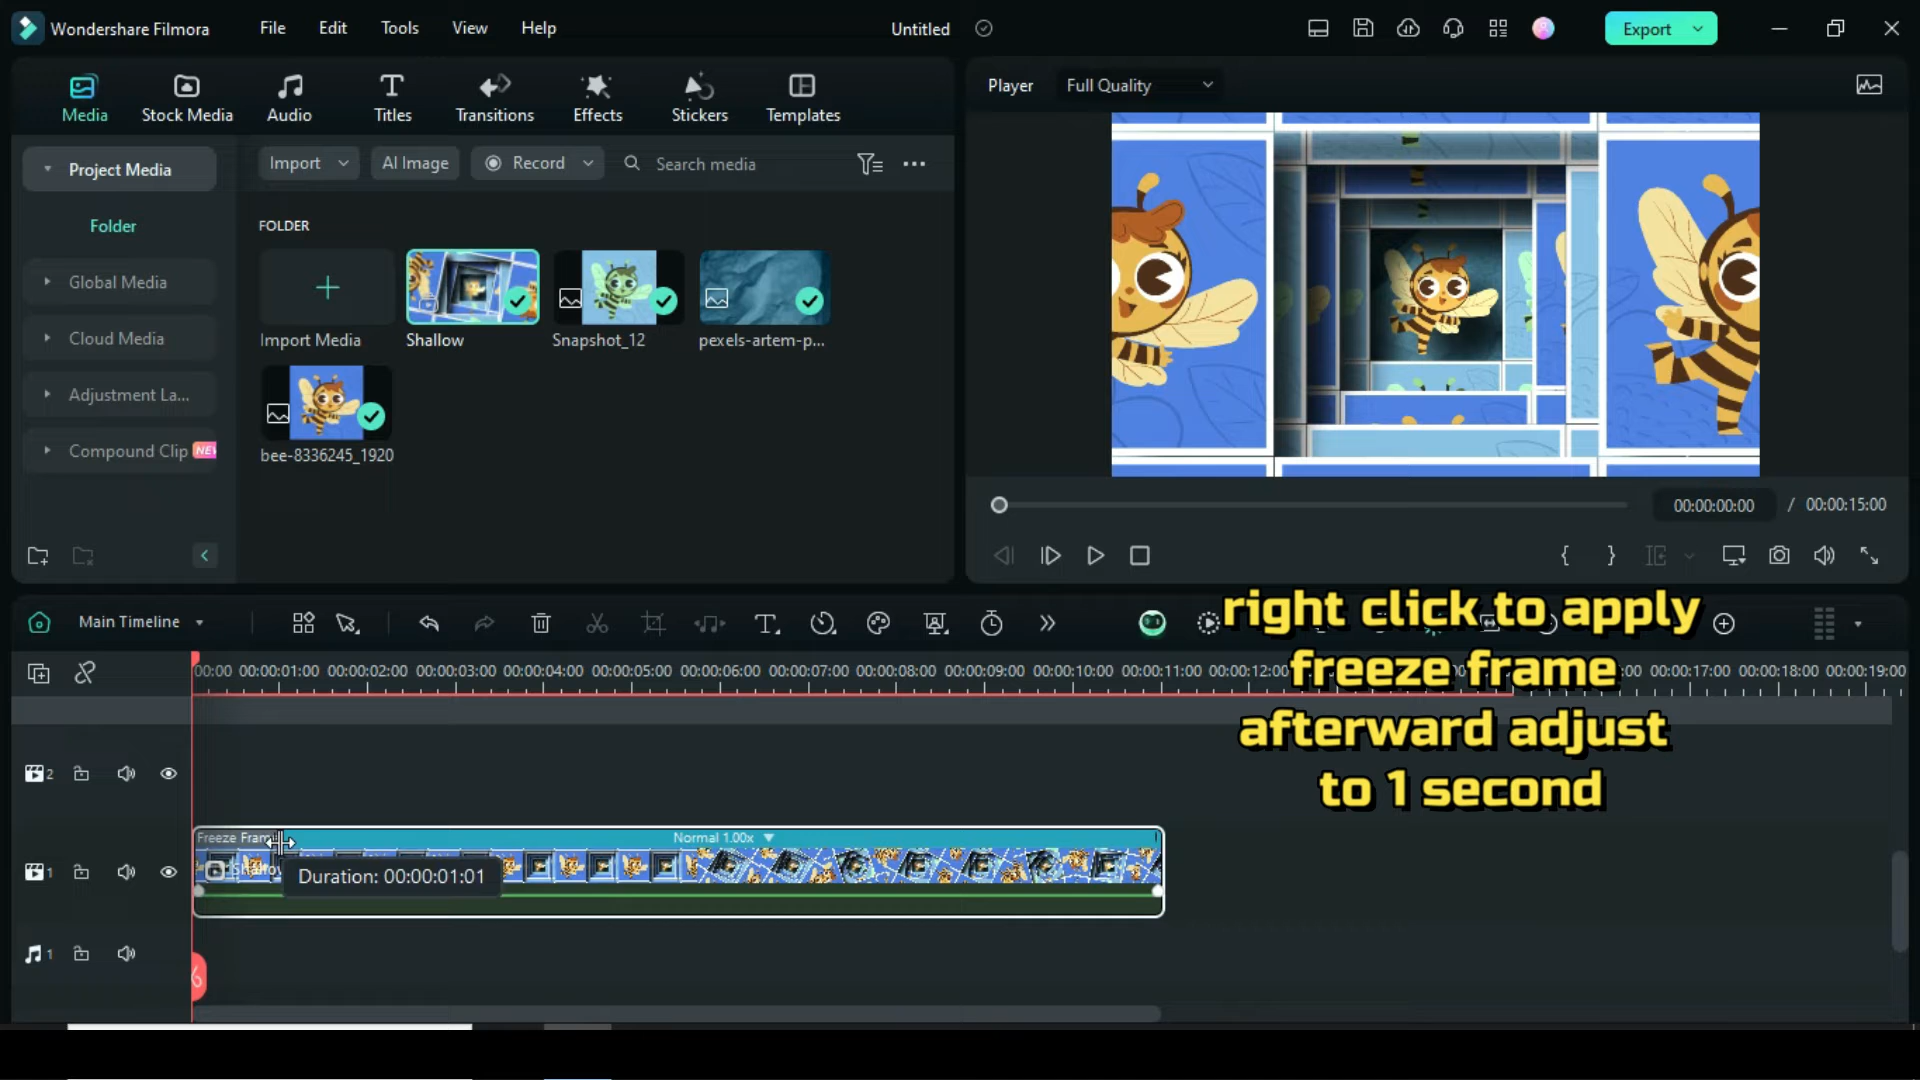 Wondershare Filmora
File
Edit
Tools
View
Help
Untitled
Export
Media
Stock Media
Audio
Titles
Transitions
Effects
Stickers
Templates
Player
Full Quality
Project Media
Folder
Global Media
Cloud Media
Adjustment La...
Compound Clip
Import
AI Image
Record
Search media
FOLDER
Import Media
Shallow
Snapshot_12
pexels-artem-p...
bee-8336245_1920
00:00:00:00 / 00:00:15:00
Main Timeline
right click to apply
freeze frame
afterward adjust
to 1 second
00:00 00:00:01:00 00:00:02:00 00:00:03:00 00:00:04:00 00:00:05:00 00:00:06:00 00:00:07:00 00:00:08:00 00:00:09:00 00:00:10:00 00:00:11:00 00:00:12:0 :00 00:00:17:00 00:00:18:00 00:00:19:00
2
Freeze Fram
Normal 1.00x
1
Shallow
Duration: 00:00:01:01
1